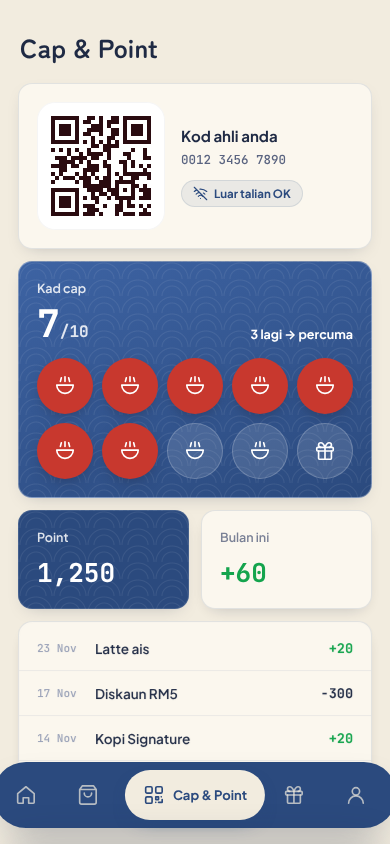 Cap & Point
Kod ahli anda
0012 3456 7890
Luar talian OK
Kad cap
7/10
3 lagi → percuma
Point
1,250
Bulan ini
+60
23 Nov Latte ais +20
17 Nov Diskaun RM5 -300
14 Nov Kopi Signature +20
Cap & Point